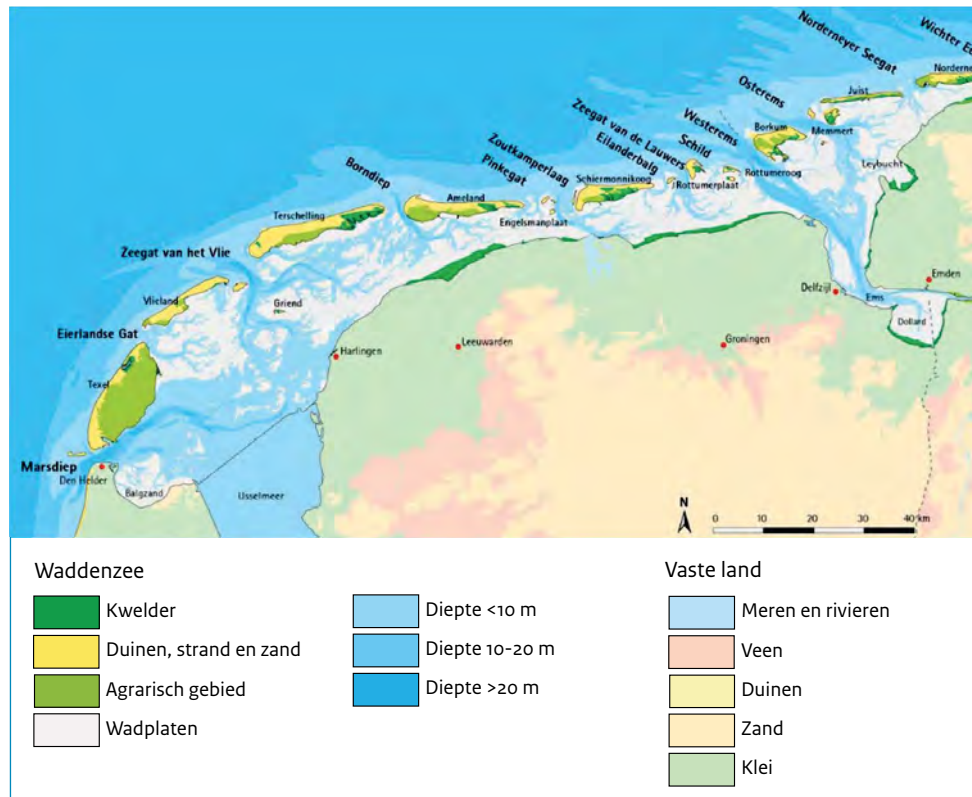 Norderneyer Seegat
Wichter E
Osterems
Westerems
Schild
Zeegat van de Lauwers
Eilanderbalg
Zoutkamperlaag
Pinkegat
Borndiep
Zeegat van het Vlie
Eierlandse Gat
Marsdiep
Juist
Borkum
Memmert
Leybucht
Rottumeroog
Rottumerplaat
Schiermonnikoog
Engelsmanplaat
Ameland
Terschelling
Vlieland
Griend
Texel
Den Helder
Balgzand
IJsselmeer
Harlingen
Leeuwarden
Groningen
Delfzijl
Ems
Emden
Dollard
N
0 10 20 30 40 km
Waddenzee
Kwelder
Duinen, strand en zand
Agrarisch gebied
Wadplaten
Diepte <10 m
Diepte 10-20 m
Diepte >20 m
Vaste land
Meren en rivieren
Veen
Duinen
Zand
Klei